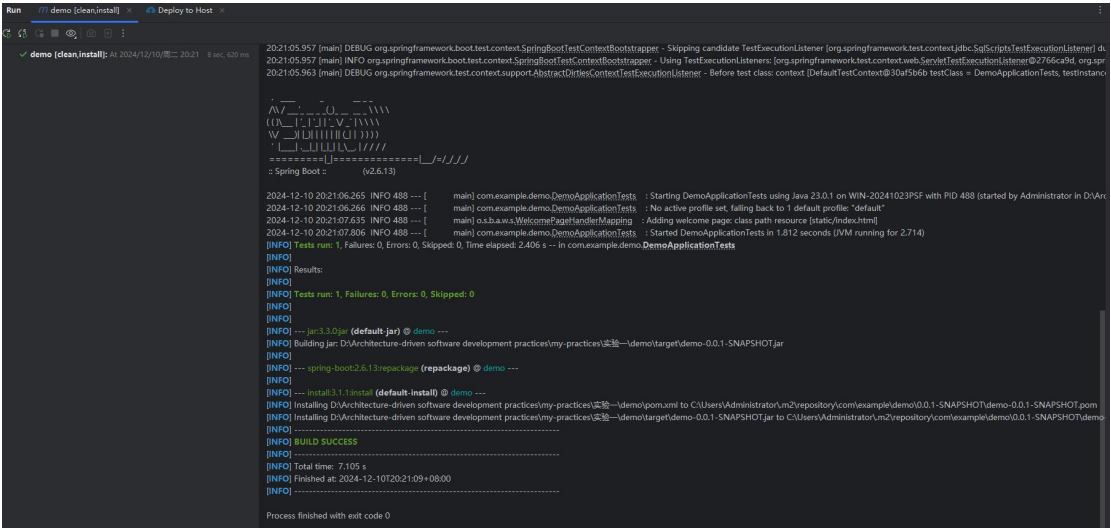 Run demo [clean,install] × Deploy to Host ×
demo [clean,install]: At 2024/12/10/周二 20:21 8 sec, 620 ms
20:21:05.957 [main] DEBUG org.springframework.boot.test.context.SpringBootTestContextBootstrapper - Skipping candidate TestExecutionListener [org.springframework.test.context.jdbc.SqlScriptsTestExecutionListener] du
20:21:05.957 [main] INFO org.springframework.boot.test.context.SpringBootTestContextBootstrapper - Using TestExecutionListeners: [org.springframework.test.context.web.ServletTestExecutionListener@2766ca9d, org.spr
20:21:05.963 [main] DEBUG org.springframework.test.context.support.AbstractDirtiesContextTestExecutionListener - Before test class: context [DefaultTestContext@30af5b6b testClass = DemoApplicationTests, testInstanc
:: Spring Boot :: (v2.6.13)
2024-12-10 20:21:06.265 INFO 488 --- [ main] com.example.demo.DemoApplicationTests : Starting DemoApplicationTests using Java 23.0.1 on WIN-20241023PSF with PID 488 (started by Administrator in D:\Arc
2024-12-10 20:21:06.266 INFO 488 --- [ main] com.example.demo.DemoApplicationTests : No active profile set, falling back to 1 default profile: "default"
2024-12-10 20:21:07.635 INFO 488 --- [ main] o.s.b.a.w.s.WelcomePageHandlerMapping : Adding welcome page: class path resource [static/index.html]
2024-12-10 20:21:07.806 INFO 488 --- [ main] com.example.demo.DemoApplicationTests : Started DemoApplicationTests in 1.812 seconds (JVM running for 2.714)
[INFO] Tests run: 1, Failures: 0, Errors: 0, Skipped: 0, Time elapsed: 2.406 s -- in com.example.demo.DemoApplicationTests
[INFO]
[INFO] Results:
[INFO]
[INFO] Tests run: 1, Failures: 0, Errors: 0, Skipped: 0
[INFO]
[INFO]
[INFO] --- jar:3.3.0:jar (default-jar) @ demo ---
[INFO] Building jar: D:\Architecture-driven software development practices\my-practices\实验一\demo\target\demo-0.0.1-SNAPSHOT.jar
[INFO]
[INFO] --- spring-boot:2.6.13:repackage (repackage) @ demo ---
[INFO]
[INFO] --- install:3.1.1:install (default-install) @ demo ---
[INFO] Installing D:\Architecture-driven software development practices\my-practices\实验一\demo\pom.xml to C:\Users\Administrator\.m2\repository\com\example\demo\0.0.1-SNAPSHOT\demo-0.0.1-SNAPSHOT.pom
[INFO] Installing D:\Architecture-driven software development practices\my-practices\实验一\demo\target\demo-0.0.1-SNAPSHOT.jar to C:\Users\Administrator\.m2\repository\com\example\demo\0.0.1-SNAPSHOT\demo-
[INFO] ------------------------------------------------------------------------
[INFO] BUILD SUCCESS
[INFO] ------------------------------------------------------------------------
[INFO] Total time: 7.105 s
[INFO] Finished at: 2024-12-10T20:21:09+08:00
[INFO] ------------------------------------------------------------------------
Process finished with exit code 0